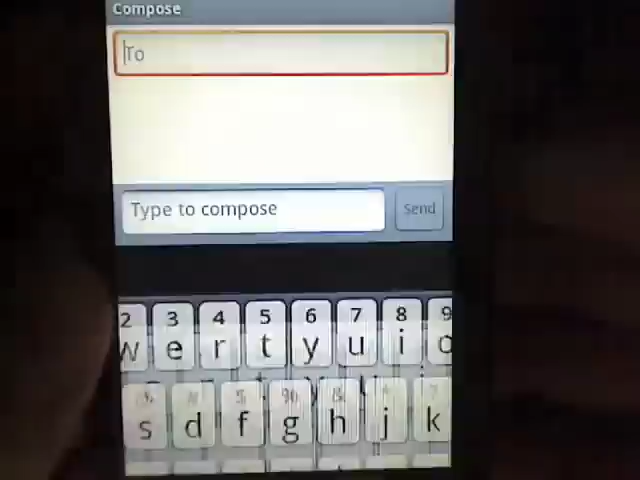 Compose
To
Type to compose
Send
2 3 4 5 6 7 8 9
w e r t y u i o
s d f g h j k